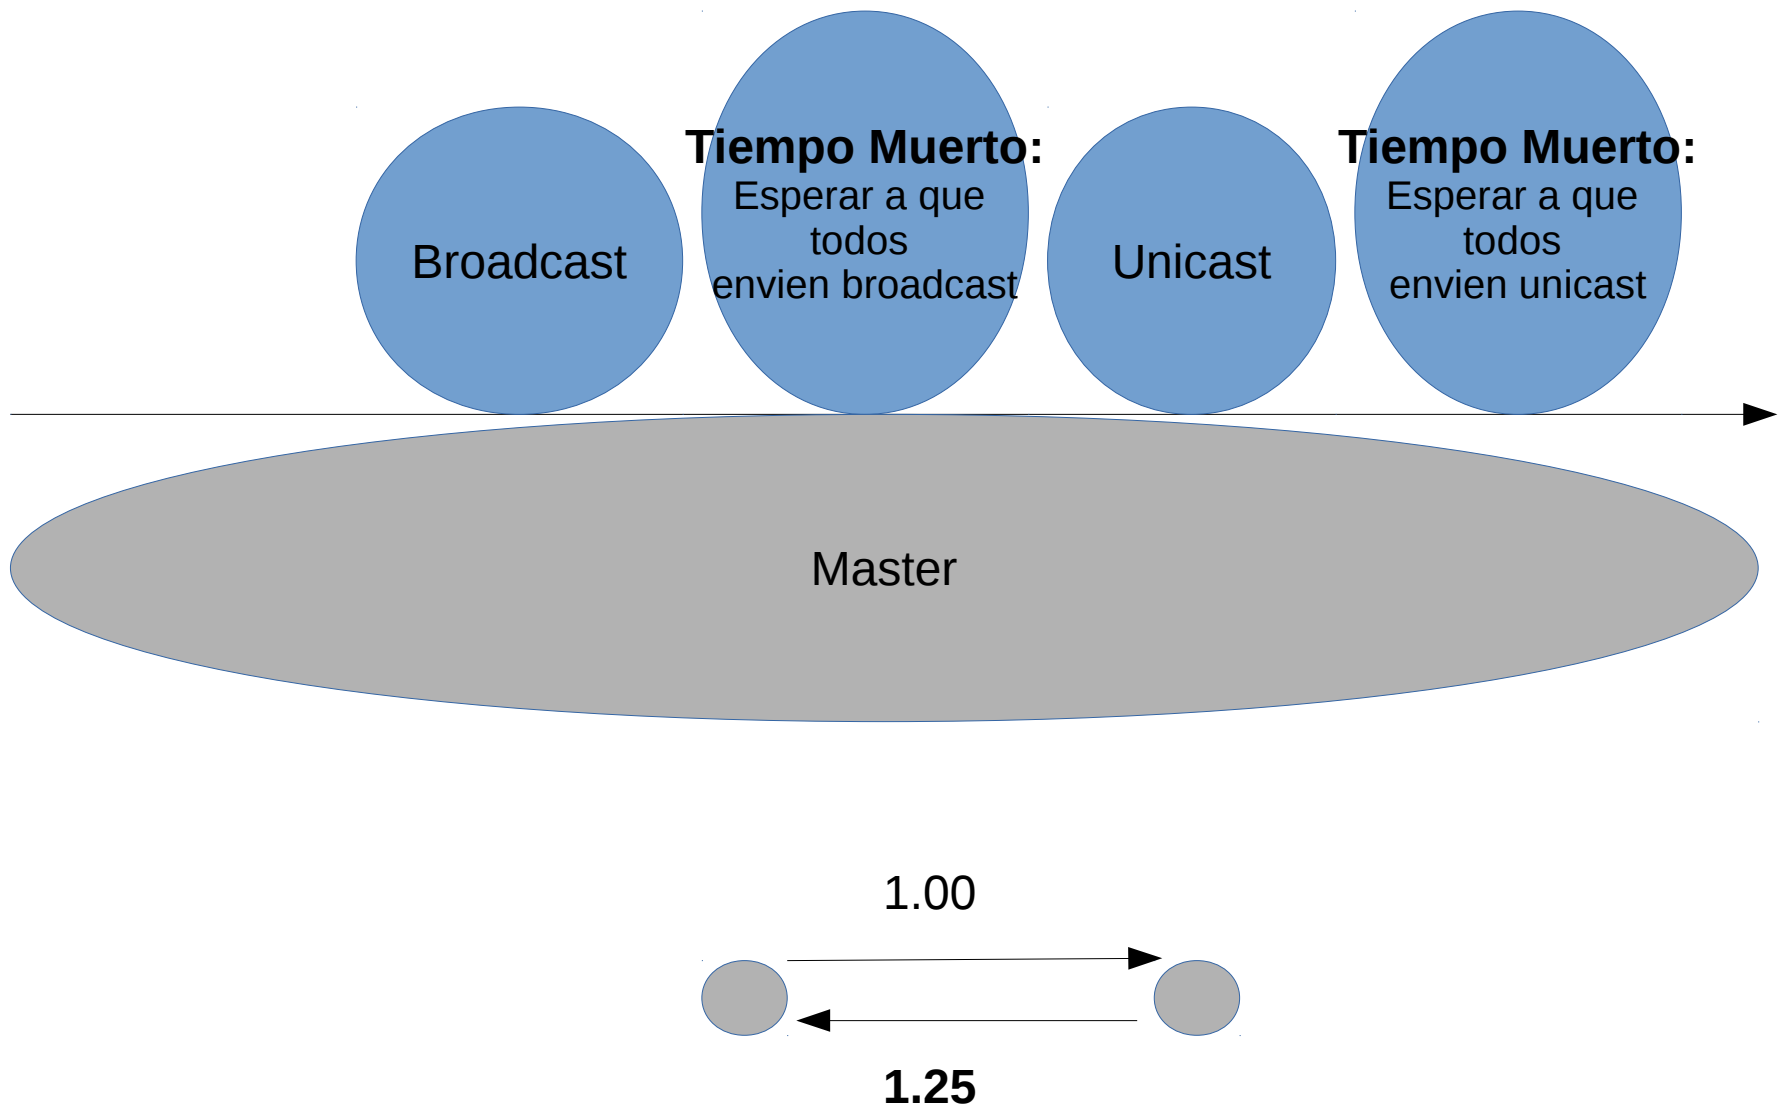 Broadcast
Tiempo Muerto:
Esperar a que
todos
envien broadcast
Unicast
Tiempo Muerto:
Esperar a que
todos
envien unicast
Master
1.00
1.25